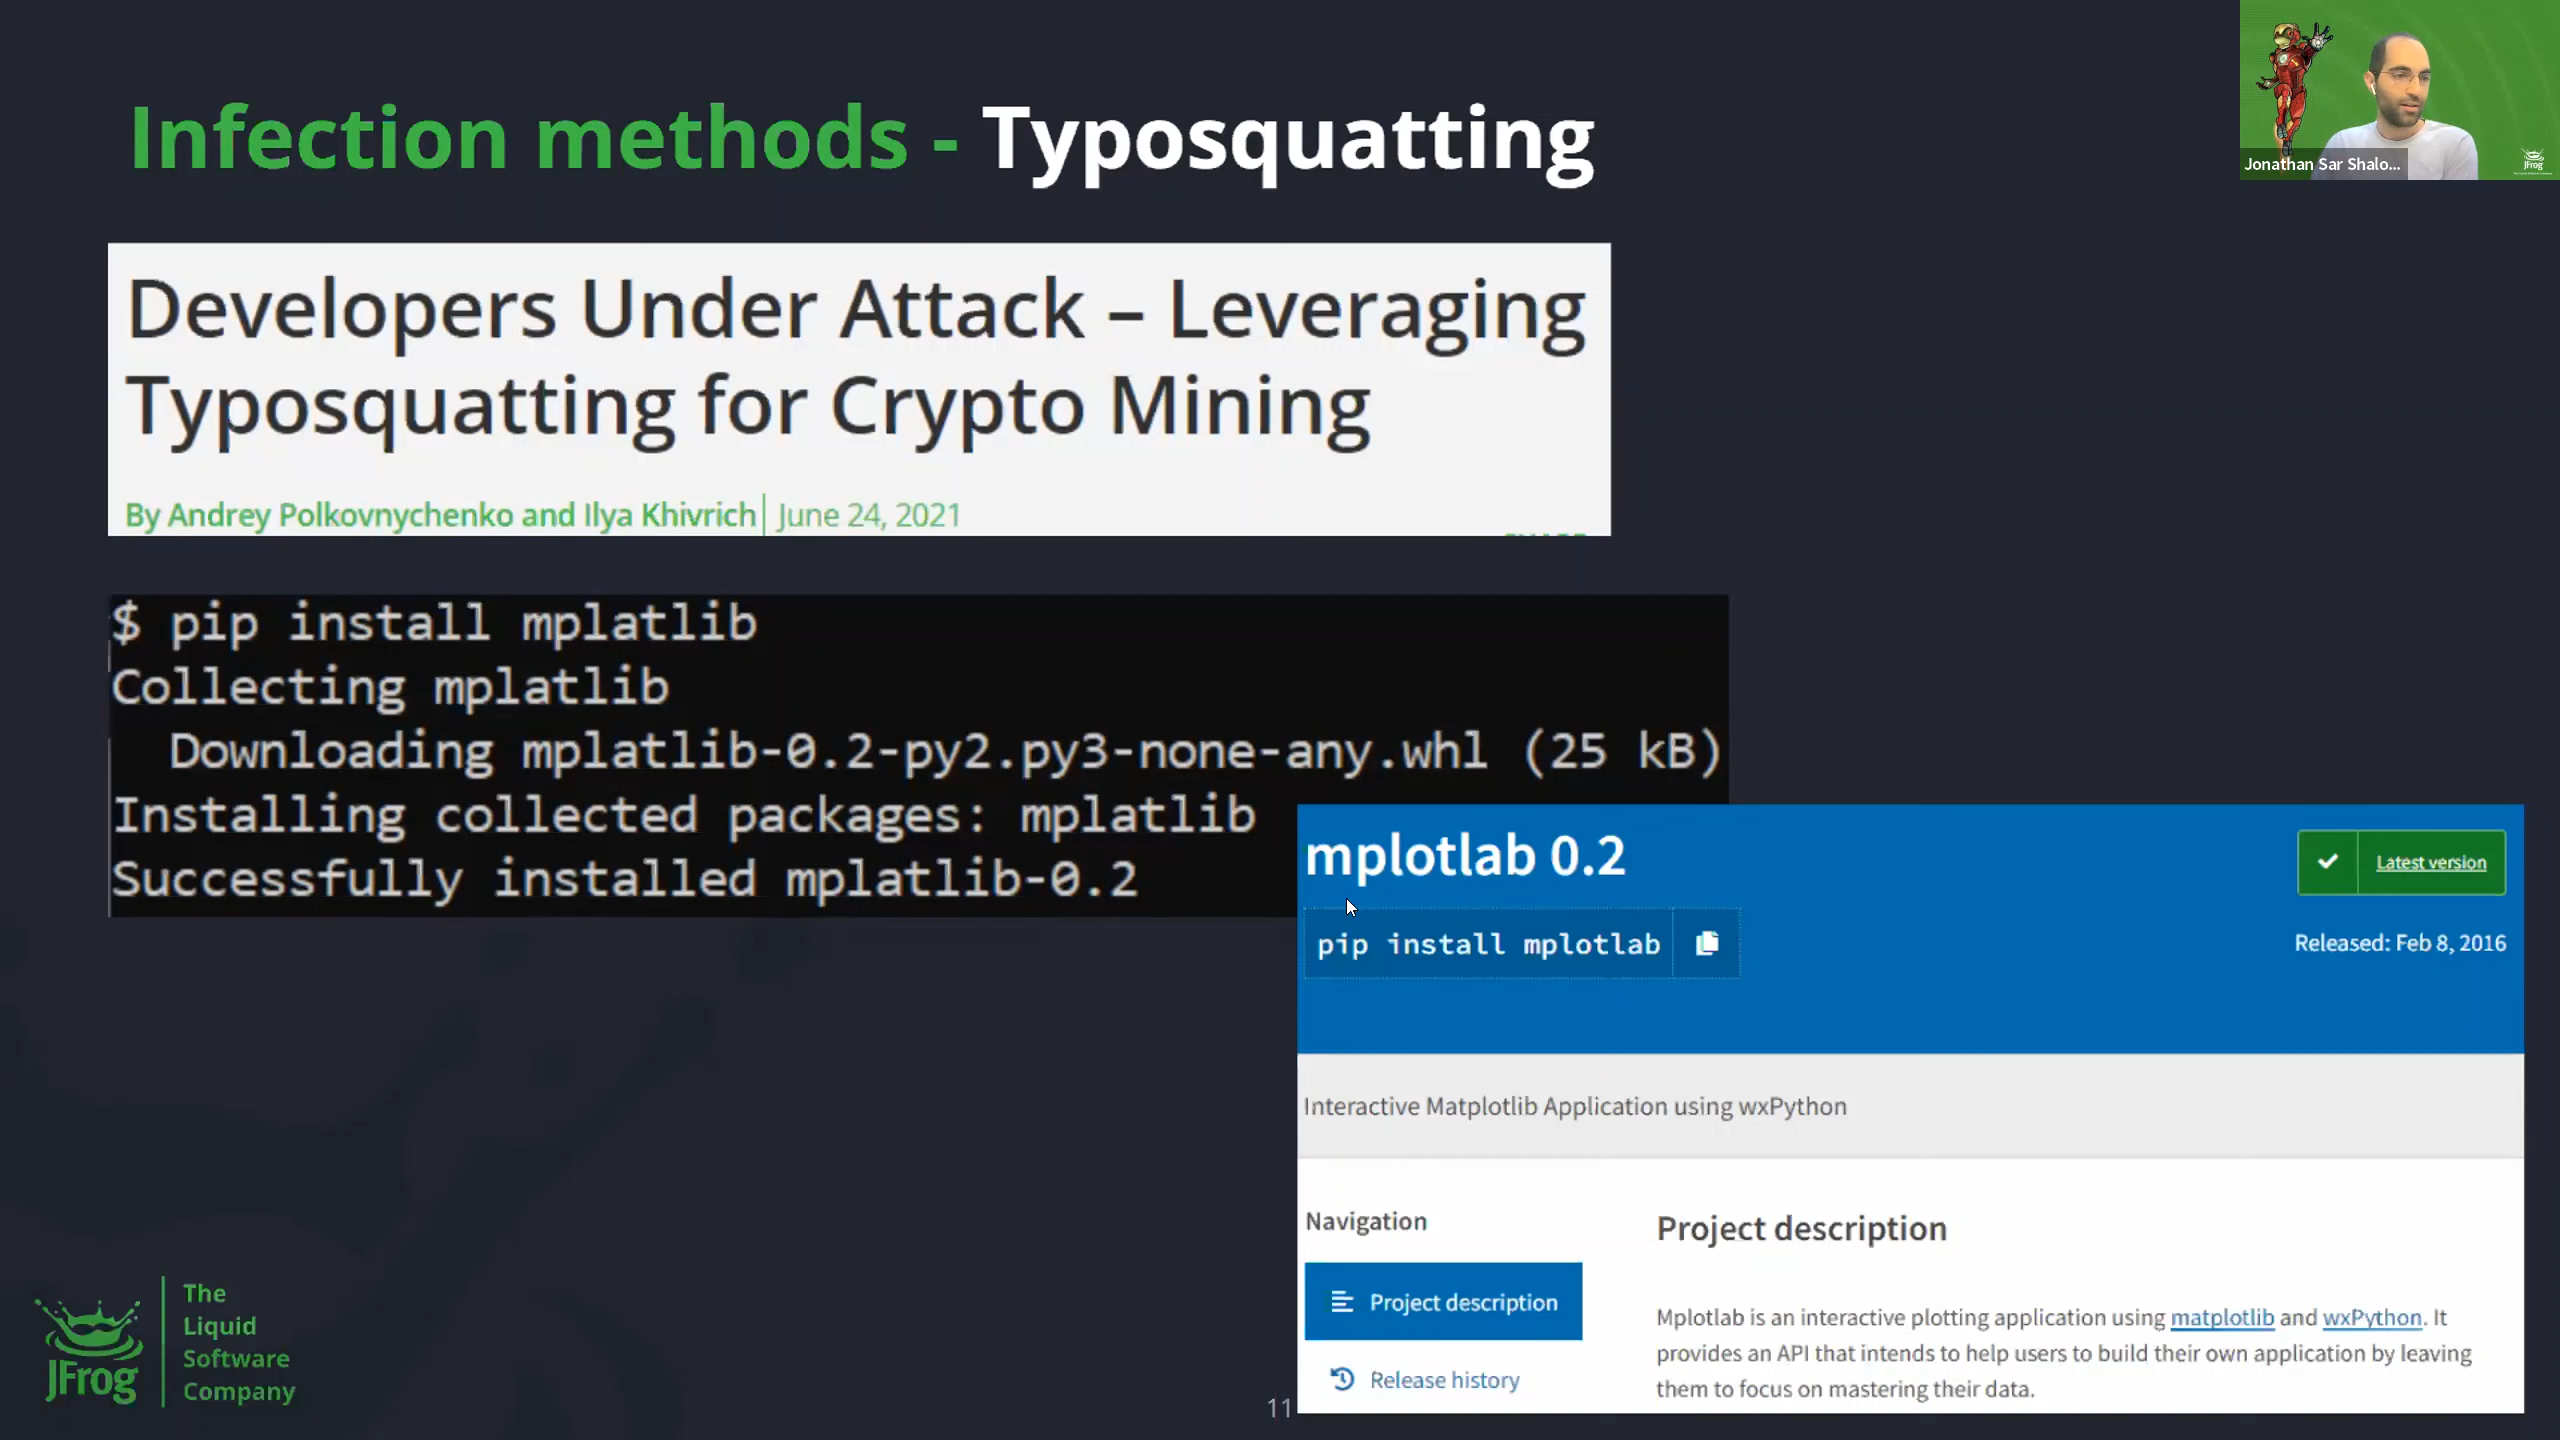 Infection methods - Typosquatting
Jonathan Sar Shalo...
JFrog
Developers Under Attack – Leveraging
Typosquatting for Crypto Mining
By Andrey Polkovnychenko and Ilya Khivrich | June 24, 2021
$ pip install mplatlib
Collecting mplatlib
Downloading mplatlib-0.2-py2.py3-none-any.whl (25 kB)
Installing collected packages: mplatlib
Successfully installed mplatlib-0.2
mplotlab 0.2
Latest version
pip install mplotlab
Released: Feb 8, 2016
Interactive Matplotlib Application using wxPython
Navigation
Project description
Release history
Project description
Mplotlab is an interactive plotting application using matplotlib and wxPython. It
provides an API that intends to help users to build their own application by leaving
them to focus on mastering their data.
JFrog
The
Liquid
Software
Company
11